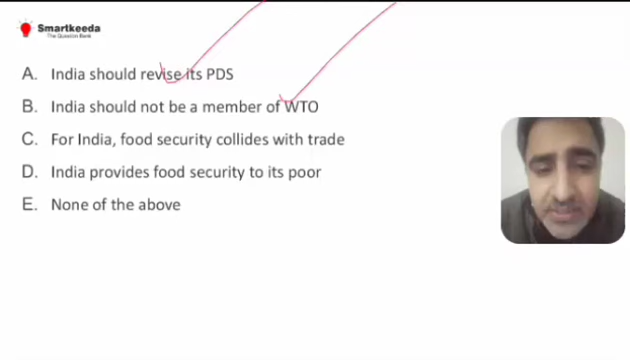 Smartkeeda
The Question Bank
A. India should revise its PDS
B. India should not be a member of WTO
C. For India, food security collides with trade
D. India provides food security to its poor
E. None of the above